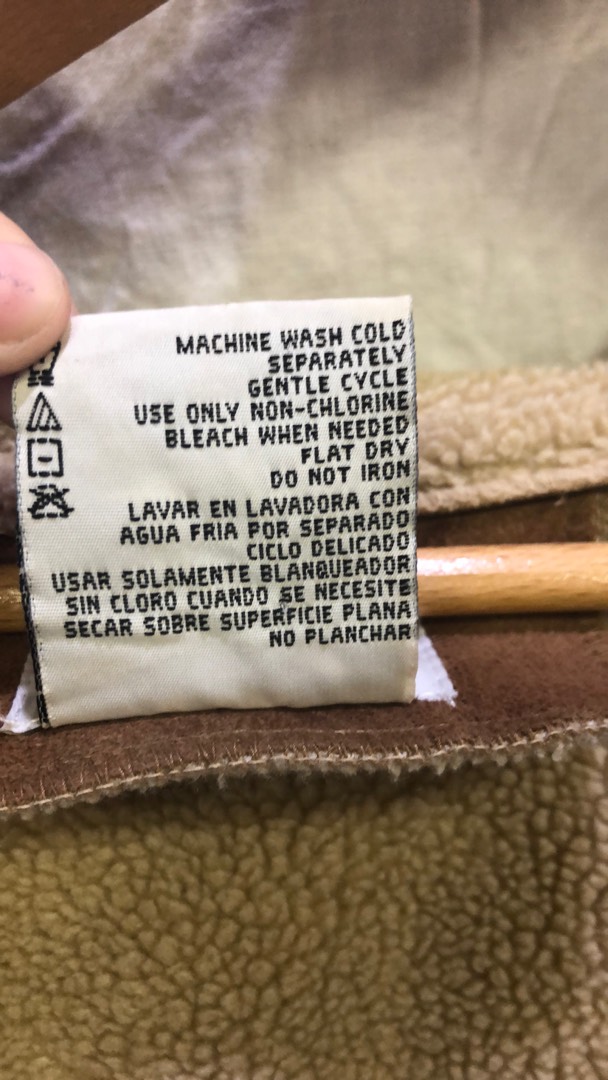 MACHINE WASH COLD
SEPARATELY
GENTLE CYCLE
USE ONLY NON-CHLORINE
BLEACH WHEN NEEDED
FLAT DRY
DO NOT IRON
LAVAR EN LAVADORA CON
AGUA FRIA POR SEPARADO
CICLO DELICADO
USAR SOLAMENTE BLANQUEADOR
SIN CLORO CUANDO SE NECESITE
SECAR SOBRE SUPERFICIE PLANA
NO PLANCHAR